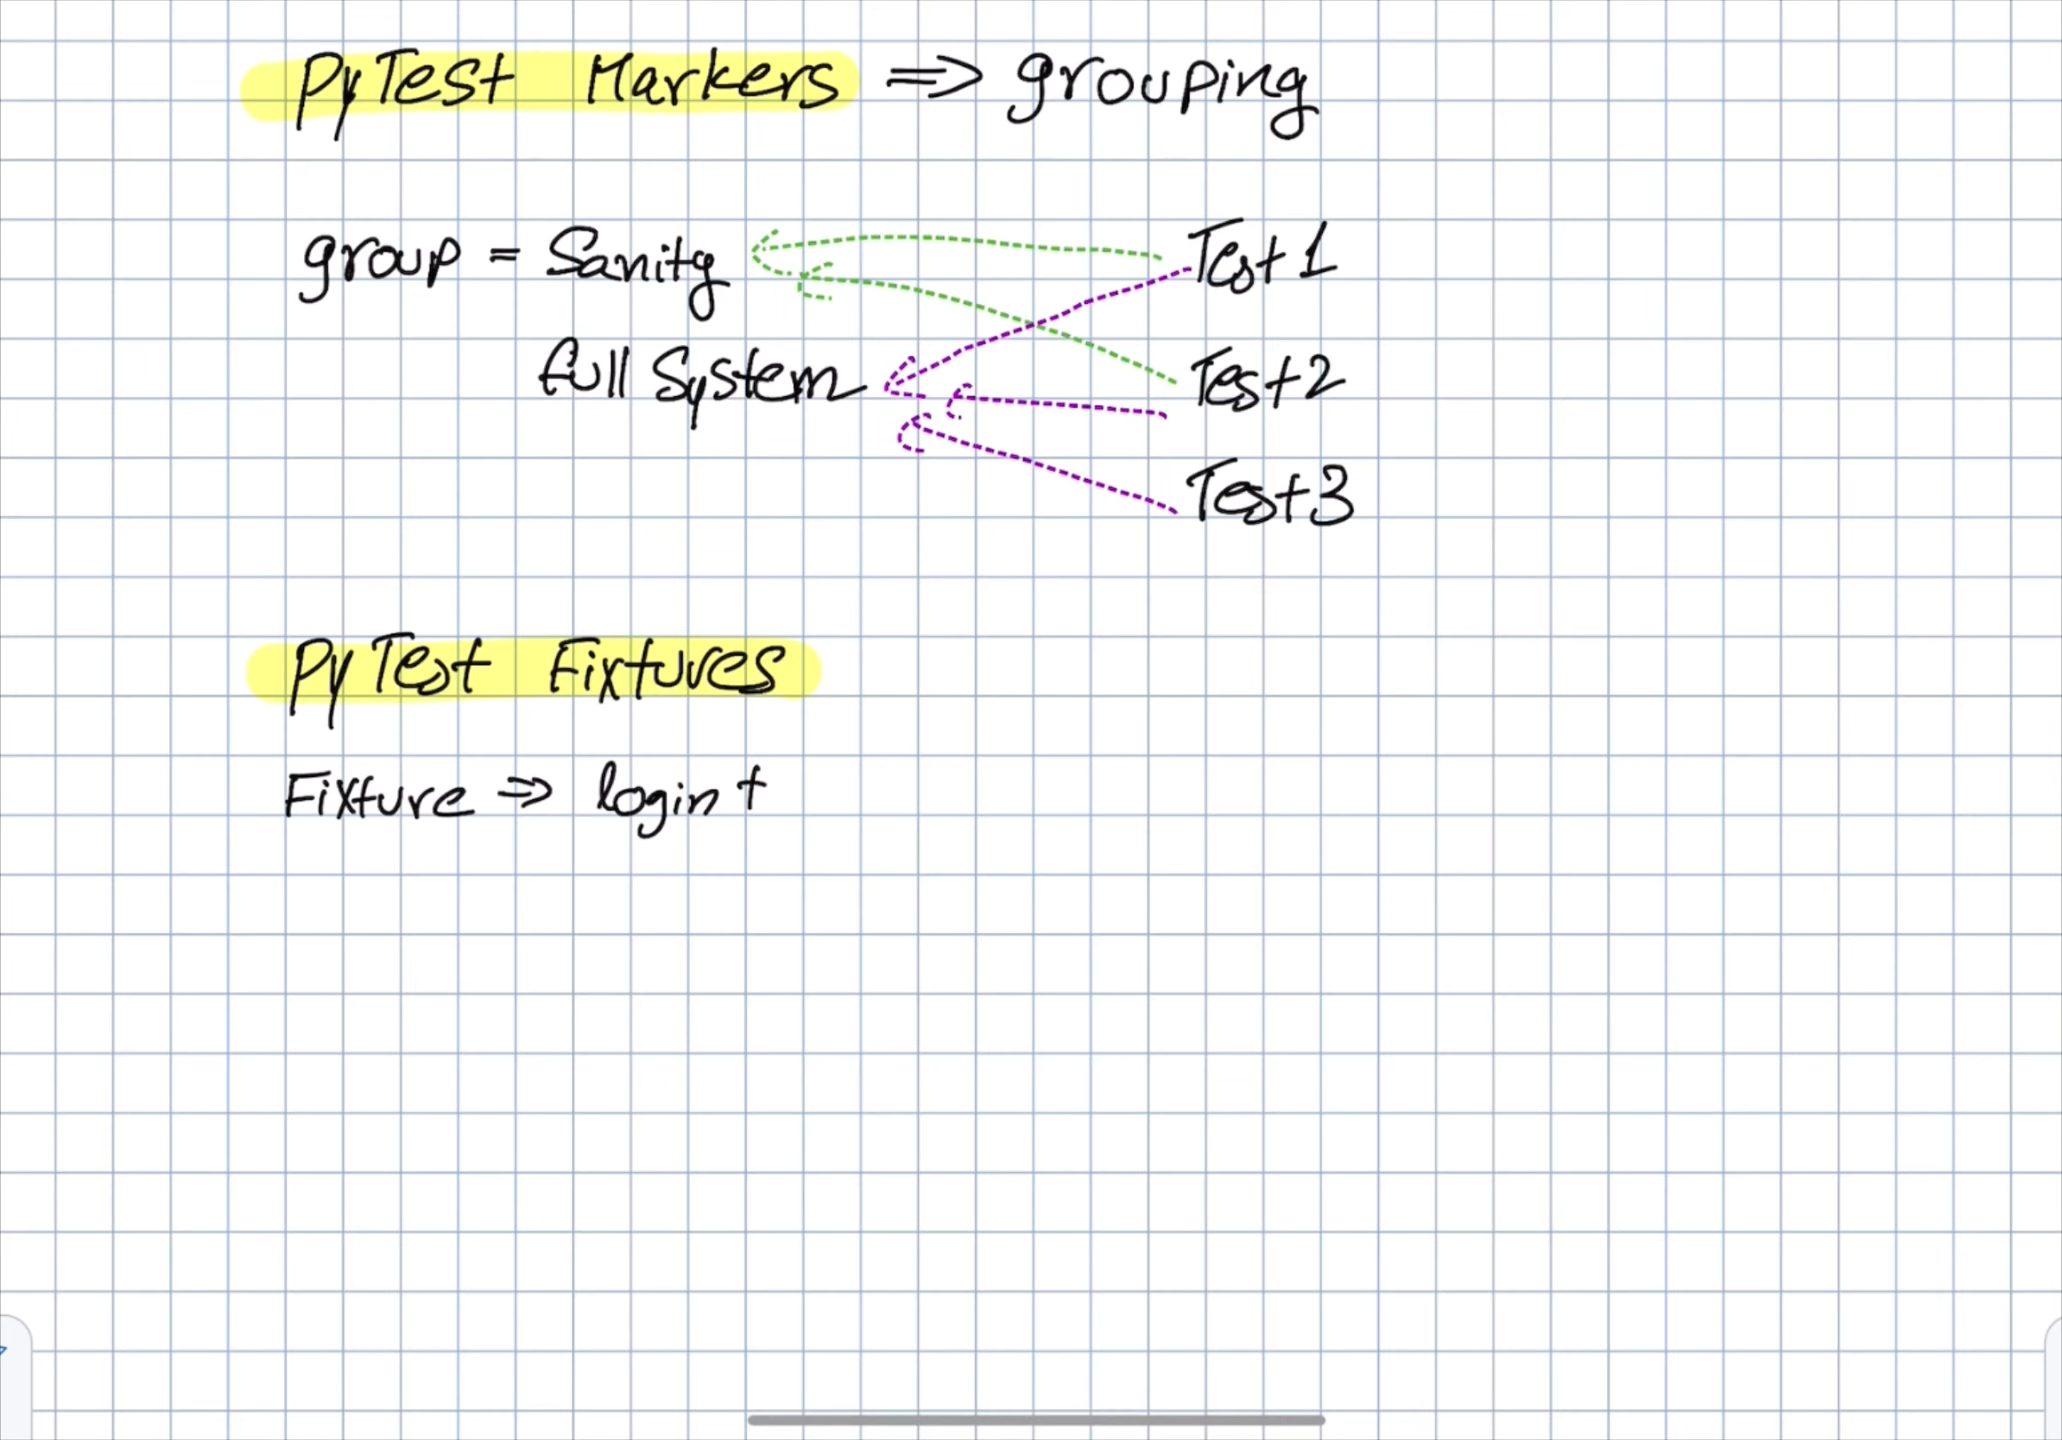 PyTest Markers => grouping
group = Sanity Test1
full System Test2
Test3
PyTest Fixtures
Fixture => login +